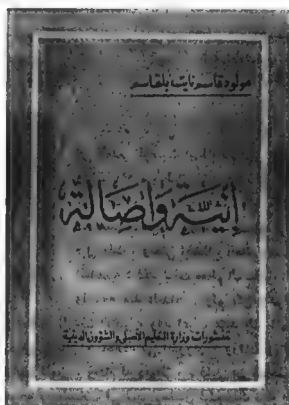 مولود قاسم نايت بلقاسم
إنية وأصالة
منشورات وزارة التعليم الأصلي والشؤون الدينية